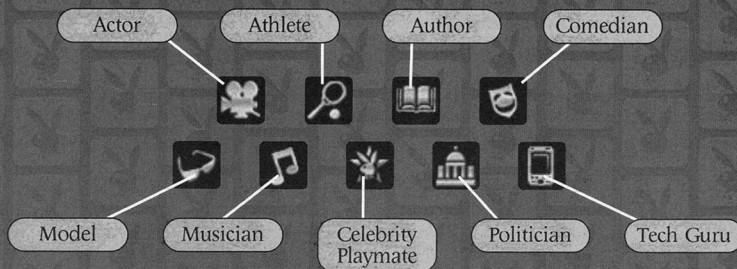 Actor
Athlete
Author
Comedian
Model
Musician
Celebrity
Playmate
Politician
Tech Guru